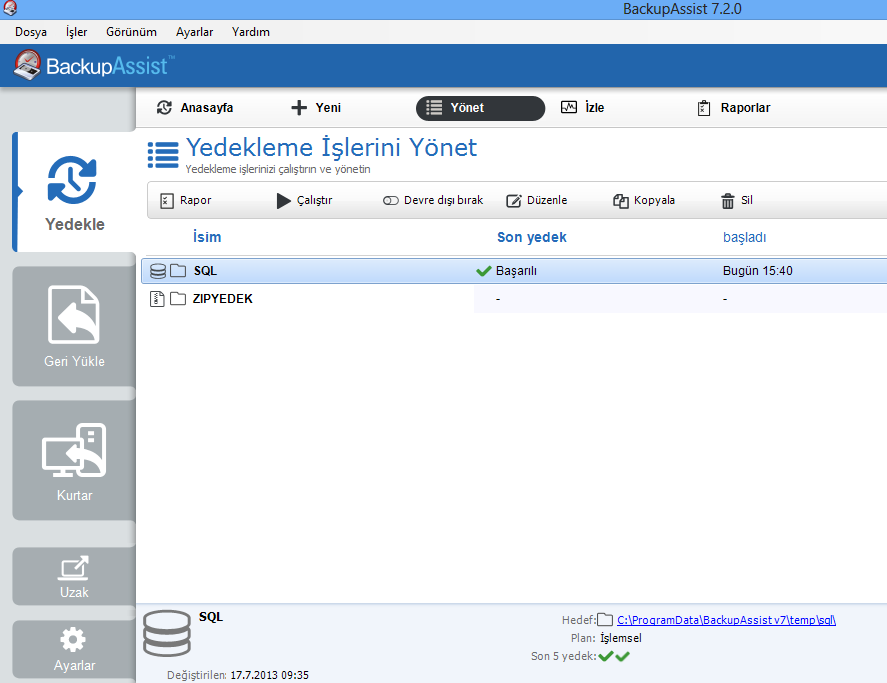 BackupAssist 7.2.0
Dosya İşler Görünüm Ayarlar Yardım
BackupAssist™
Anasayfa Yeni Yönet İzle Raporlar
Yedekleme İşlerini Yönet
Yedekleme işlerinizi çalıştırın ve yönetin
Rapor Çalıştır Devre dışı bırak Düzenle Kopyala Sil
İsim Son yedek başladı
SQL Başarılı Bugün 15:40
ZIPYEDEK - -
Yedekle
Geri Yükle
Kurtar
Uzak
Ayarlar
SQL
Hedef: C:\ProgramData\BackupAssist v7\temp\sql\
Plan: İşlemsel
Son 5 yedek:
Değiştirilen: 17.7.2013 09:35